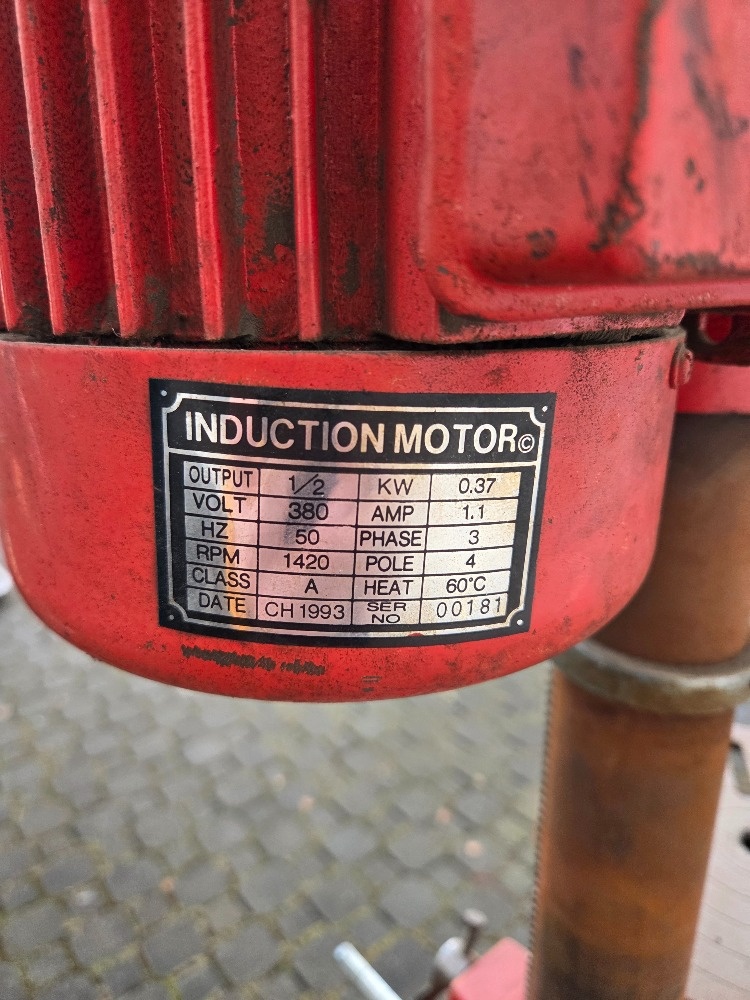 INDUCTION MOTOR©
OUTPUT 1/2 KW 0.37
VOLT 380 AMP 1.1
HZ 50 PHASE 3
RPM 1420 POLE 4
CLASS A HEAT 60°C
DATE CH 1993 SER NO 00181